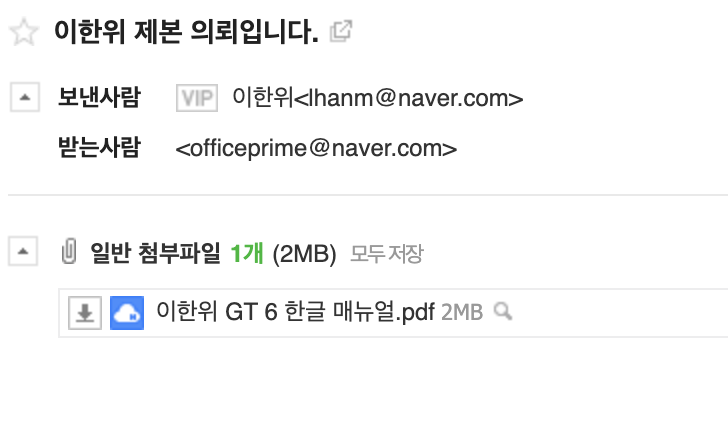 이한위 제본 의뢰입니다.
보낸사람 VIP 이한위<lhanm@naver.com>
받는사람 <officeprime@naver.com>
일반 첨부파일 1개 (2MB) 모두저장
이한위 GT 6 한글 매뉴얼.pdf 2MB